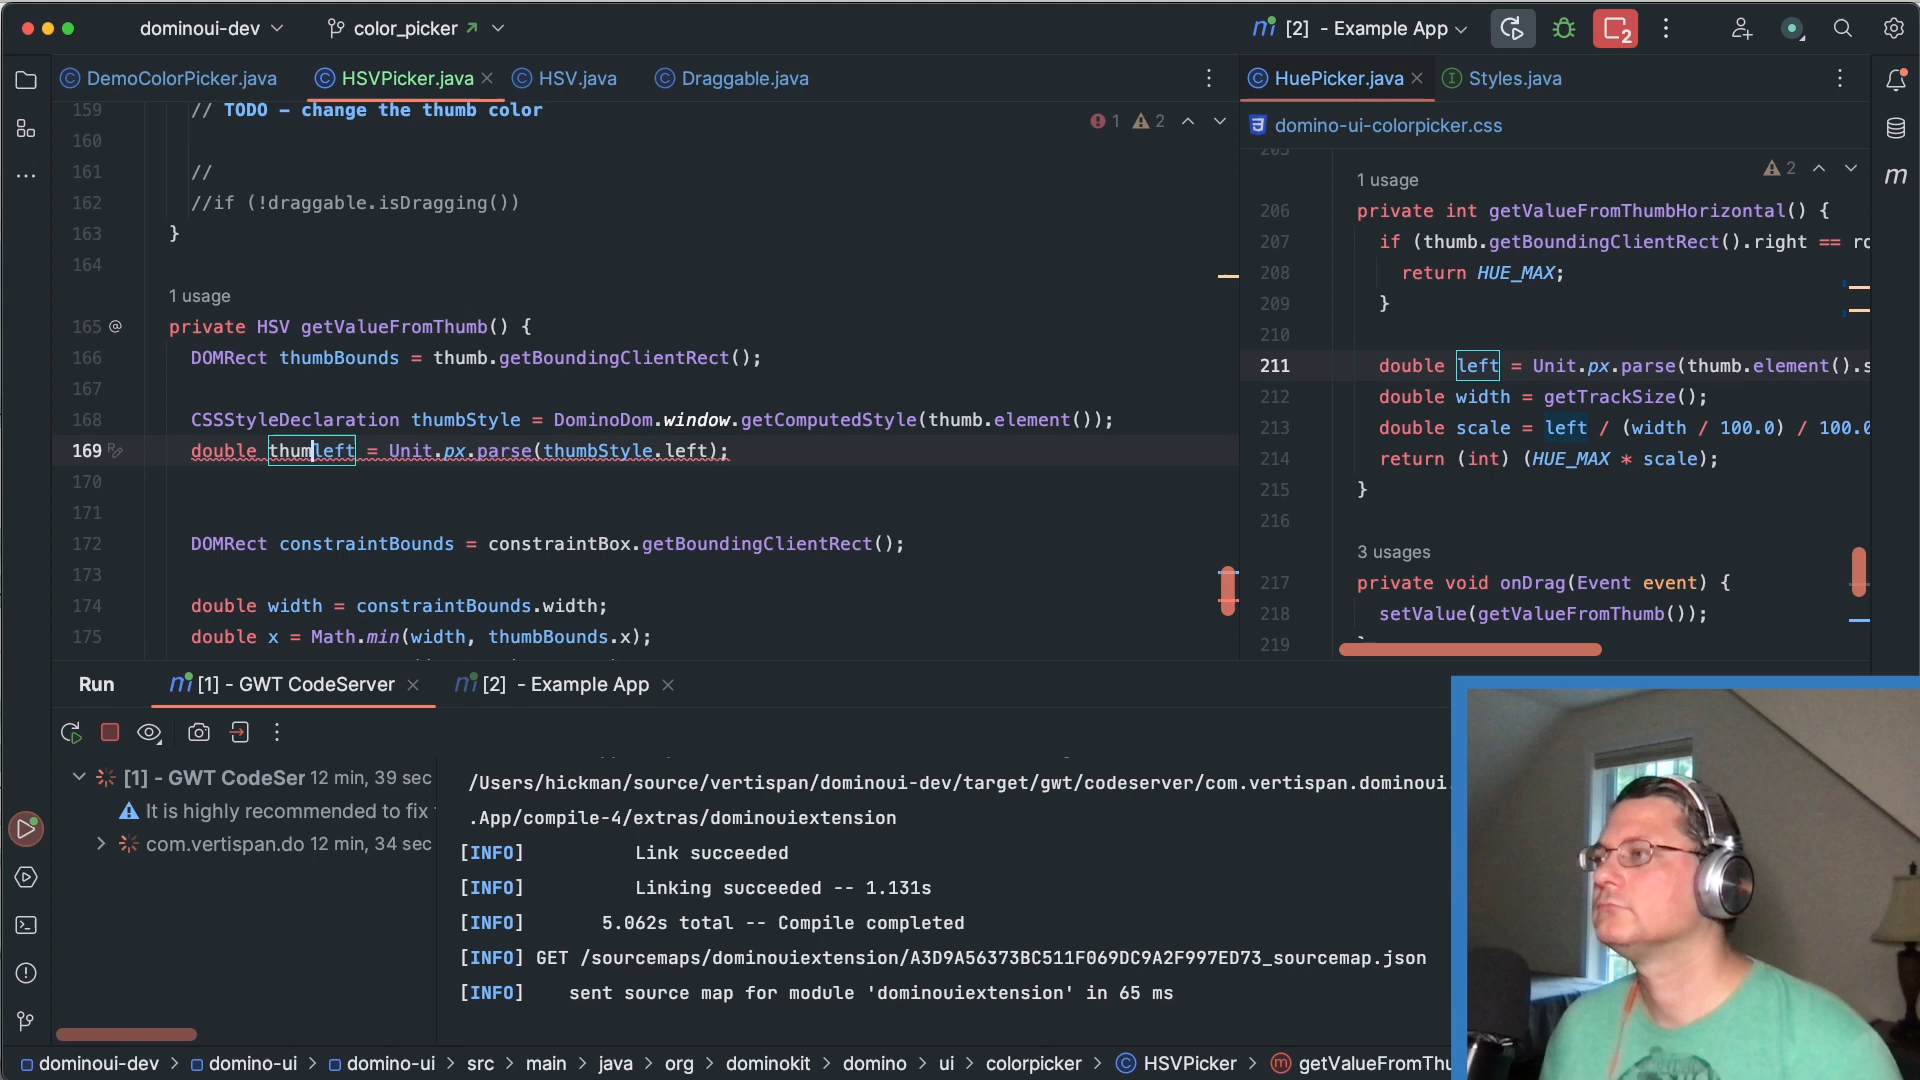 dominoui-dev
color_picker
[2] - Example App
2
DemoColorPicker.java
HSVPicker.java
HSV.java
Draggable.java
HuePicker.java
Styles.java
domino-ui-colorpicker.css
159 // TODO - change the thumb color
1
2
160
161 //
162 //if (!draggable.isDragging())
163 }
164
1 usage
165 @ private HSV getValueFromThumb() {
166 DOMRect thumbBounds = thumb.getBoundingClientRect();
167
168 CSSStyleDeclaration thumbStyle = DominoDom.window.getComputedStyle(thumb.element());
169 double thumleft = Unit.px.parse(thumbStyle.left);
170
171
172 DOMRect constraintBounds = constraintBox.getBoundingClientRect();
173
174 double width = constraintBounds.width;
175 double x = Math.min(width, thumbBounds.x);
2
1 usage
206 private int getValueFromThumbHorizontal() {
207 if (thumb.getBoundingClientRect().right == ro
208 return HUE_MAX;
209 }
210
211 double left = Unit.px.parse(thumb.element().s
212 double width = getTrackSize();
213 double scale = left / (width / 100.0) / 100.0
214 return (int) (HUE_MAX * scale);
215 }
216
3 usages
217 private void onDrag(Event event) {
218 setValue(getValueFromThumb());
219
Run
[1] - GWT CodeServer
[2] - Example App
[1] - GWT CodeSer 12 min, 39 sec
It is highly recommended to fix
com.vertispan.do 12 min, 34 sec
/Users/hickman/source/vertispan/dominoui-dev/target/gwt/codeserver/com.vertispan.dominoui.
.App/compile-4/extras/dominouiextension
[INFO] Link succeeded
[INFO] Linking succeeded -- 1.131s
[INFO] 5.062s total -- Compile completed
[INFO] GET /sourcemaps/dominouiextension/A3D9A56373BC511F069DC9A2F997ED73_sourcemap.json
[INFO] sent source map for module 'dominouiextension' in 65 ms
dominoui-dev > domino-ui > domino-ui > src > main > java > org > dominokit > domino > ui > colorpicker > HSVPicker > getValueFromThu